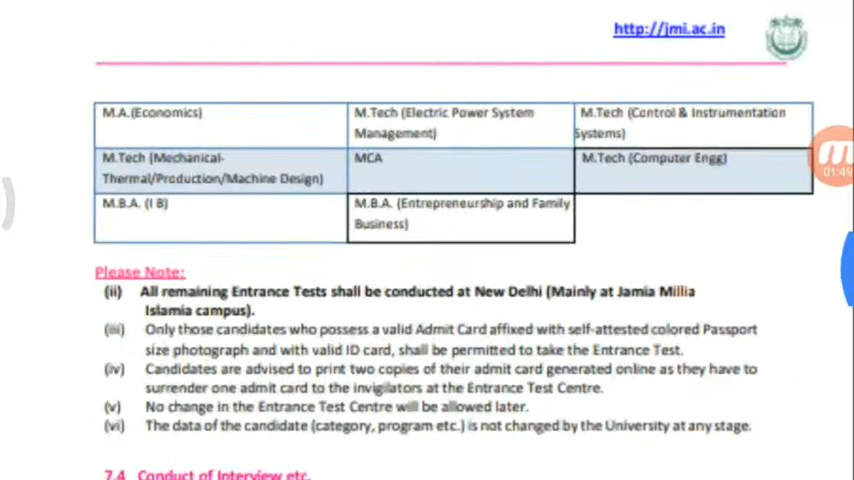 http://jmi.ac.in
M.A.(Economics)
M.Tech (Electric Power System
Management)
M.Tech (Control & Instrumentation
Systems)
M.Tech (Mechanical-
Thermal/Production/Machine Design)
MCA
M.Tech (Computer Engg)
M.B.A. (I B)
M.B.A. (Entrepreneurship and Family
Business)
01:49
Please Note:
(ii) All remaining Entrance Tests shall be conducted at New Delhi (Mainly at Jamia Millia
Islamia campus).
(iii) Only those candidates who possess a valid Admit Card affixed with self-attested colored Passport
size photograph and with valid ID card, shall be permitted to take the Entrance Test.
(iv) Candidates are advised to print two copies of their admit card generated online as they have to
surrender one admit card to the invigilators at the Entrance Test Centre.
(v) No change in the Entrance Test Centre will be allowed later.
(vi) The data of the candidate (category, program etc.) is not changed by the University at any stage.
7.4 Conduct of Interview etc.